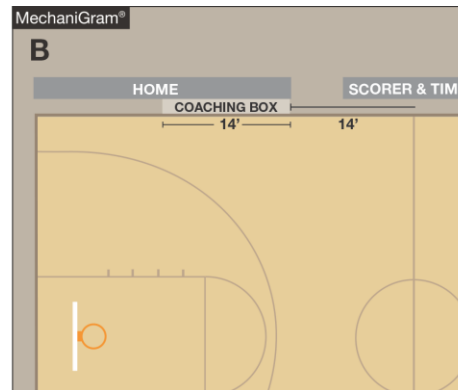 MechaniGram®
B
HOME
SCORER & TIM
COACHING BOX
14’
14’